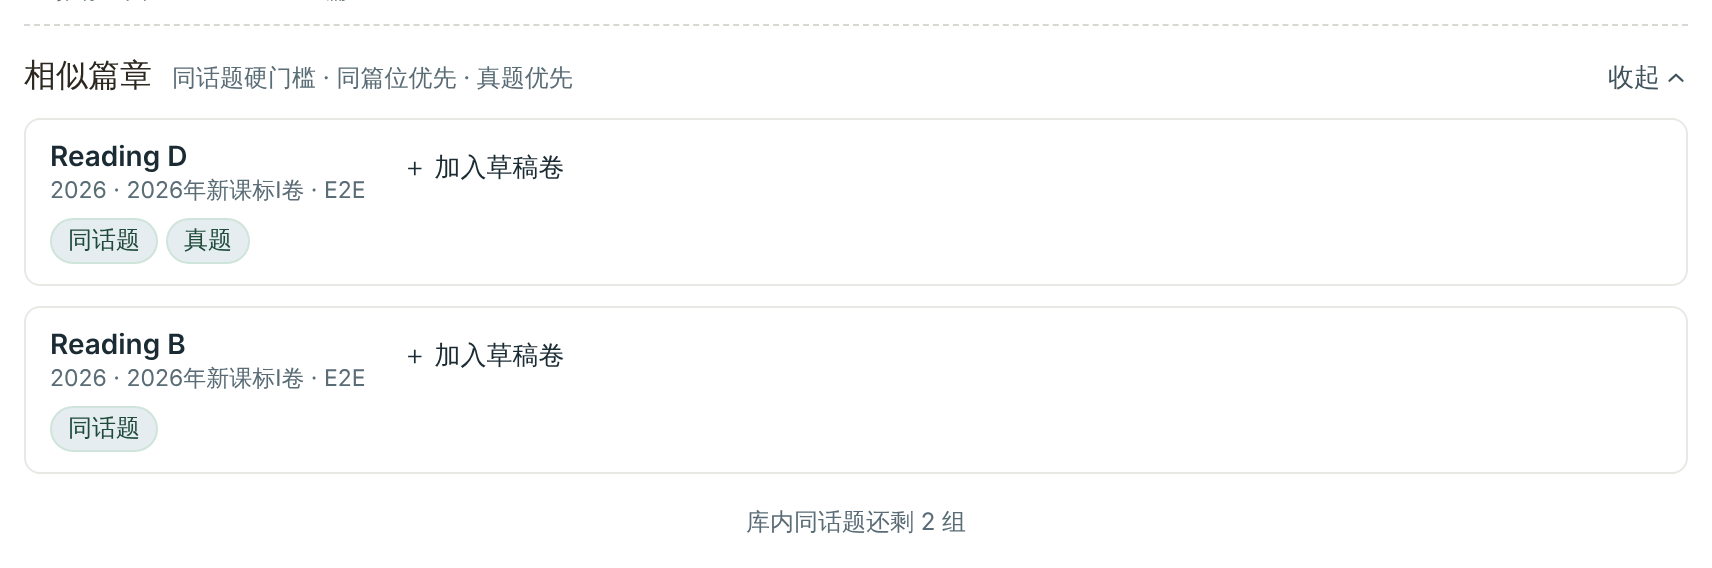 相似篇章 同话题硬门槛 · 同篇位优先 · 真题优先 收起
Reading D
+ 加入草稿卷
2026 · 2026年新课标I卷 · E2E
同话题 真题
Reading B
+ 加入草稿卷
2026 · 2026年新课标I卷 · E2E
同话题
库内同话题还剩 2 组